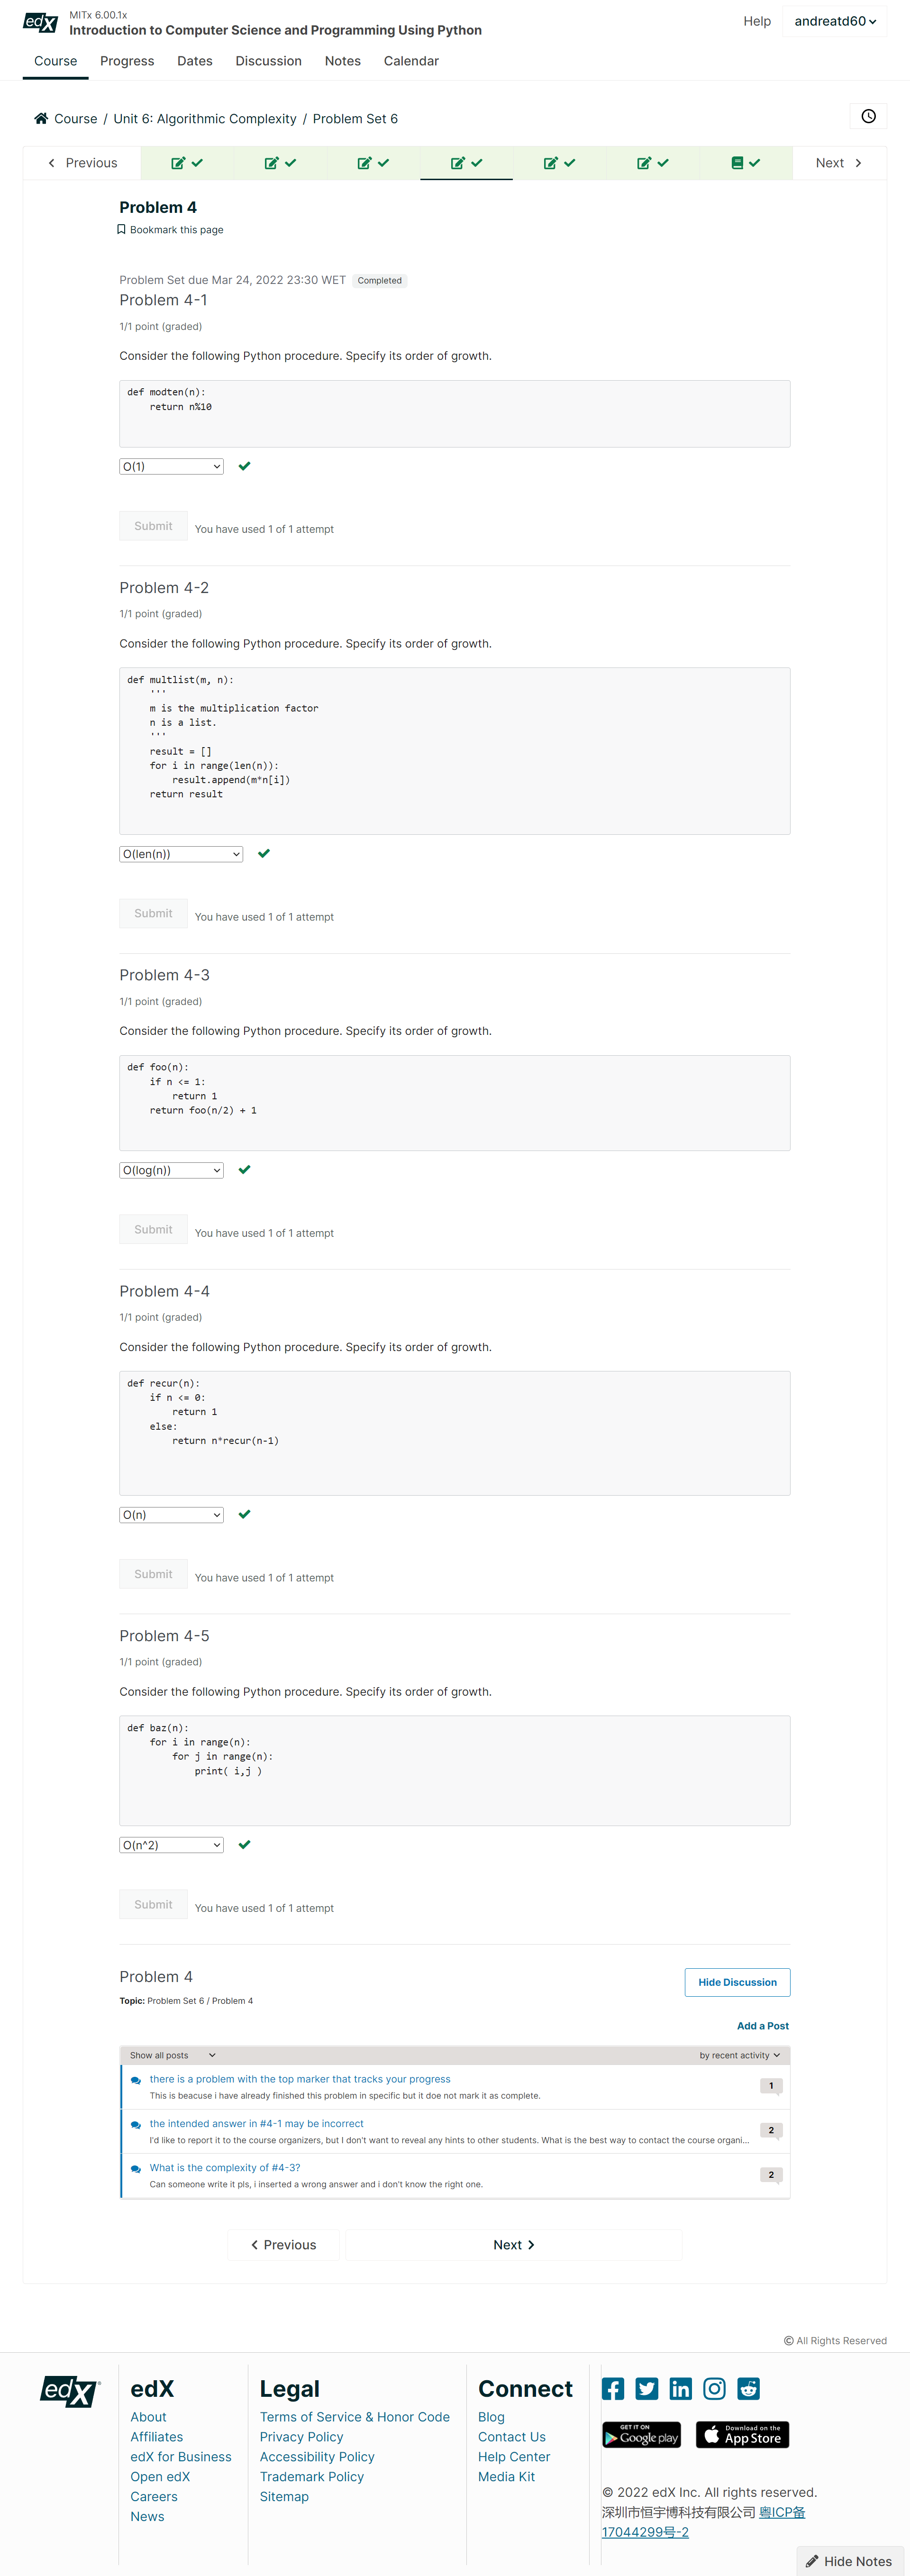 edX
MITx 6.00.1x
Introduction to Computer Science and Programming Using Python
Help
andreatd60
Course
Progress
Dates
Discussion
Notes
Calendar
Course / Unit 6: Algorithmic Complexity / Problem Set 6
Previous
Next
Problem 4
Bookmark this page
Problem Set due Mar 24, 2022 23:30 WET Completed
Problem 4-1
1/1 point (graded)
Consider the following Python procedure. Specify its order of growth.
def modten(n):
    return n%10
O(1)
Submit
You have used 1 of 1 attempt
Problem 4-2
1/1 point (graded)
Consider the following Python procedure. Specify its order of growth.
def multlist(m, n):
    '''
    m is the multiplication factor
    n is a list.
    '''
    result = []
    for i in range(len(n)):
        result.append(m*n[i])
    return result
O(len(n))
Submit
You have used 1 of 1 attempt
Problem 4-3
1/1 point (graded)
Consider the following Python procedure. Specify its order of growth.
def foo(n):
    if n <= 1:
        return 1
    return foo(n/2) + 1
O(log(n))
Submit
You have used 1 of 1 attempt
Problem 4-4
1/1 point (graded)
Consider the following Python procedure. Specify its order of growth.
def recur(n):
    if n <= 0:
        return 1
    else:
        return n*recur(n-1)
O(n)
Submit
You have used 1 of 1 attempt
Problem 4-5
1/1 point (graded)
Consider the following Python procedure. Specify its order of growth.
def baz(n):
    for i in range(n):
        for j in range(n):
            print( i,j )
O(n^2)
Submit
You have used 1 of 1 attempt
Problem 4
Hide Discussion
Topic: Problem Set 6 / Problem 4
Add a Post
Show all posts
by recent activity
there is a problem with the top marker that tracks your progress
This is beacuse i have already finished this problem in specific but it doe not mark it as complete.
1
the intended answer in #4-1 may be incorrect
I'd like to report it to the course organizers, but I don't want to reveal any hints to other students. What is the best way to contact the course organi...
2
What is the complexity of #4-3?
Can someone write it pls, i inserted a wrong answer and i don't know the right one.
2
Previous
Next
© All Rights Reserved
edX
edX
About
Affiliates
edX for Business
Open edX
Careers
News
Legal
Terms of Service & Honor Code
Privacy Policy
Accessibility Policy
Trademark Policy
Sitemap
Connect
Blog
Contact Us
Help Center
Media Kit
GET IT ON
Google play
Download on the
App Store
© 2022 edX Inc. All rights reserved.
深圳市恒宇博科技有限公司 粤ICP备
17044299号-2
Hide Notes